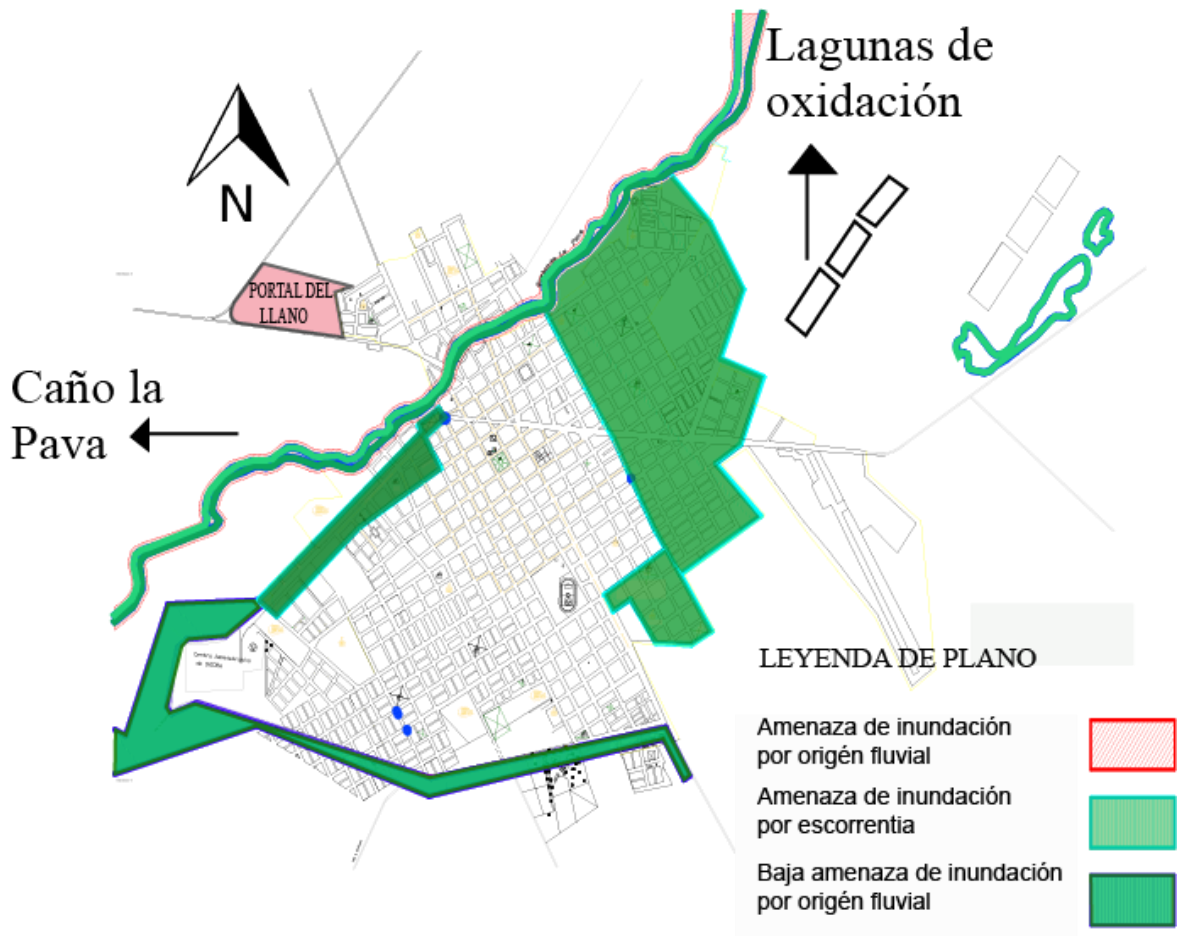 Lagunas de
oxidación
N
PORTAL DEL
LLANO
Caño la
Pava
LEYENDA DE PLANO
Amenaza de inundación
por origén fluvial
Amenaza de inundación
por escorrentia
Baja amenaza de inundación
por origén fluvial